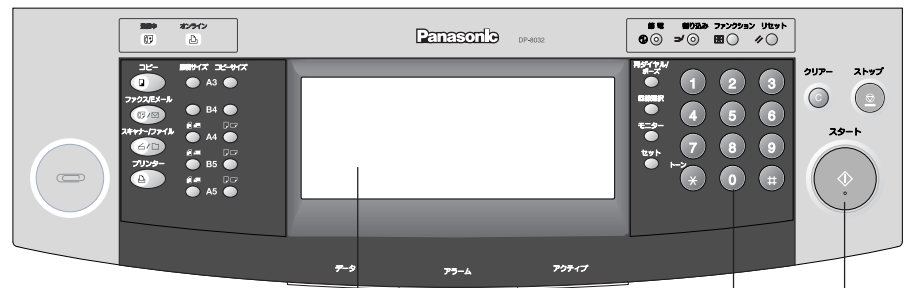 登録中 オンライン
Panasonic DP-8032
節電 割り込み ファンクション リセット
コピー 原稿サイズ コピーサイズ
A3
ファクス/Eメール
B4
スキャナー/ファイル
A4
プリンター
B5
A5
再ダイヤル/
ポーズ
回線選択
モニター
セット
トーン
1 2 3
4 5 6
7 8 9
0 #
クリアー ストップ
C
スタート
データ アラーム アクティブ